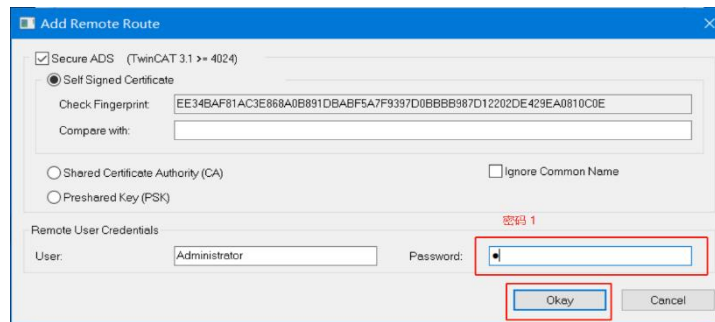 Add Remote Route
Secure ADS (TwinCAT 3.1 >= 4024)
Self Signed Certificate
Check Fingerprint: EE34BAF81AC3E868A0B891DBABF5A7F9397D0BBBB987D12202DE429EA0810C0E
Compare with:
Shared Certificate Authority (CA) Ignore Common Name
Preshared Key (PSK)
密码 1
Remote User Credentials
User: Administrator Password: ●
Okay Cancel